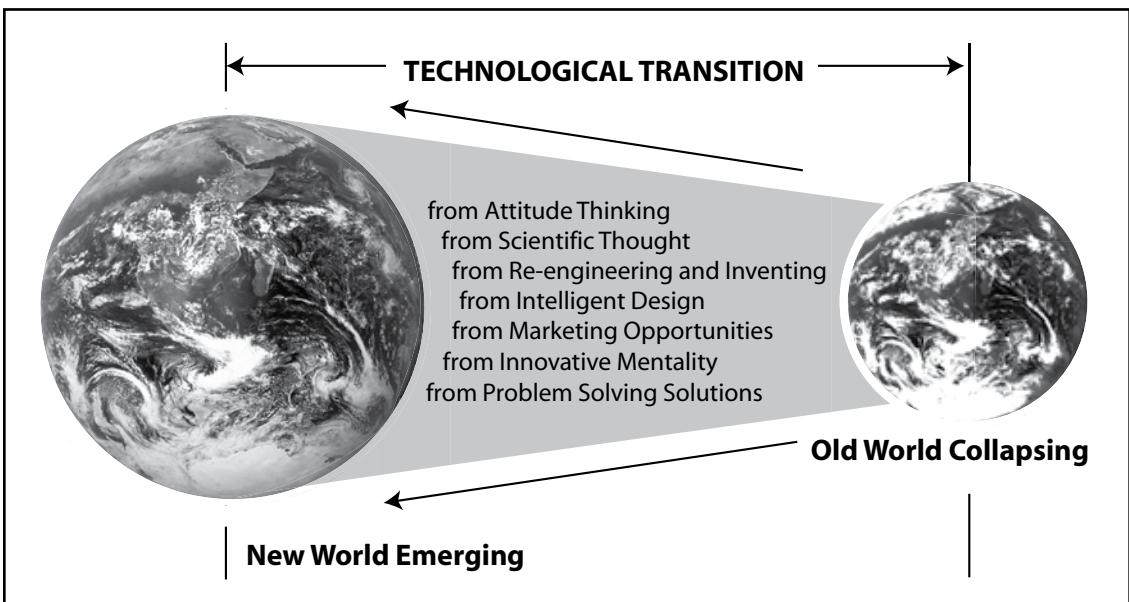 TECHNOLOGICAL TRANSITION
from Attitude Thinking
from Scientific Thought
from Re-engineering and Inventing
from Intelligent Design
from Marketing Opportunities
from Innovative Mentality
from Problem Solving Solutions
Old World Collapsing
New World Emerging